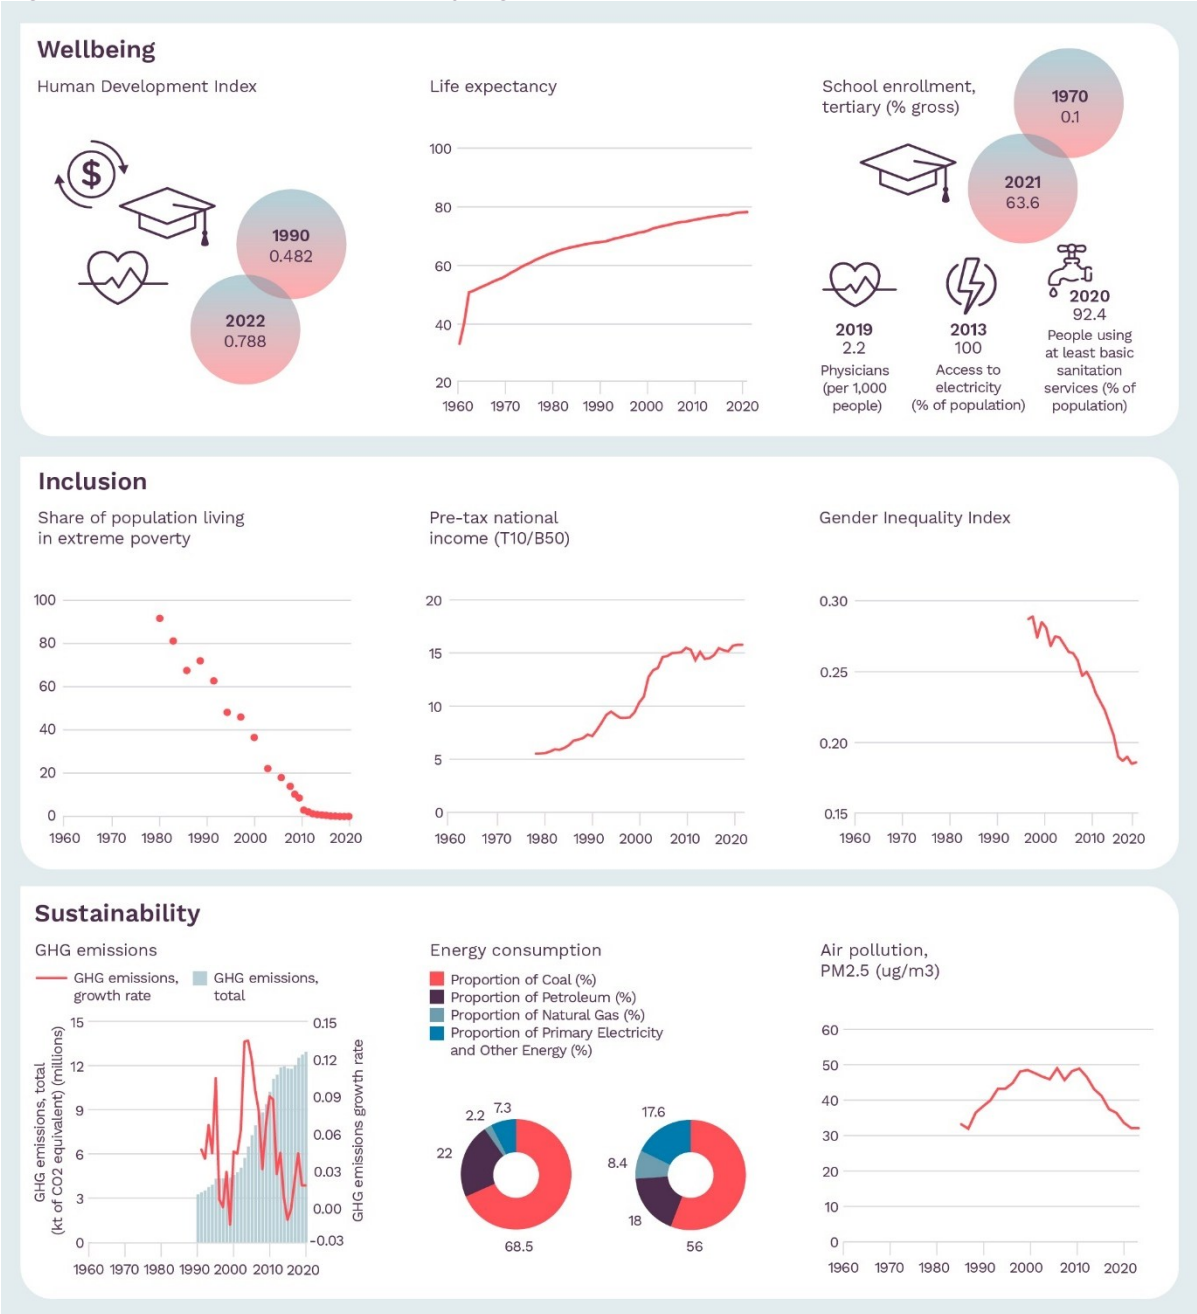 Wellbeing
Human Development Index
$
1990
0.482
2022
0.788
Life expectancy
100
80
60
40
20
1960 1970 1980 1990 2000 2010 2020
School enrollment,
tertiary (% gross)
1970
0.1
2021
63.6
2019
2.2
Physicians
(per 1,000
people)
2013
100
Access to
electricity
(% of population)
2020
92.4
People using
at least basic
sanitation
services (% of
population)
Inclusion
Share of population living
in extreme poverty
100
80
60
40
20
0
1960 1970 1980 1990 2000 2010 2020
Pre-tax national
income (T10/B50)
20
15
10
5
0
1960 1970 1980 1990 2000 2010 2020
Gender Inequality Index
0.30
0.25
0.20
0.15
1960 1970 1980 1990 2000 2010 2020
Sustainability
GHG emissions
GHG emissions,
growth rate
GHG emissions,
total
GHG emissions, total
(kt of CO2 equivalent) (millions)
15
12
9
6
3
0
0.15
0.12
0.09
0.06
0.03
0.00
-0.03
GHG emissions growth rate
1960 1970 1980 1990 2000 2010 2020
Energy consumption
Proportion of Coal (%)
Proportion of Petroleum (%)
Proportion of Natural Gas (%)
Proportion of Primary Electricity
and Other Energy (%)
2.2
7.3
22
68.5
17.6
8.4
18
56
Air pollution,
PM2.5 (ug/m3)
60
50
40
30
20
10
0
1960 1970 1980 1990 2000 2010 2020